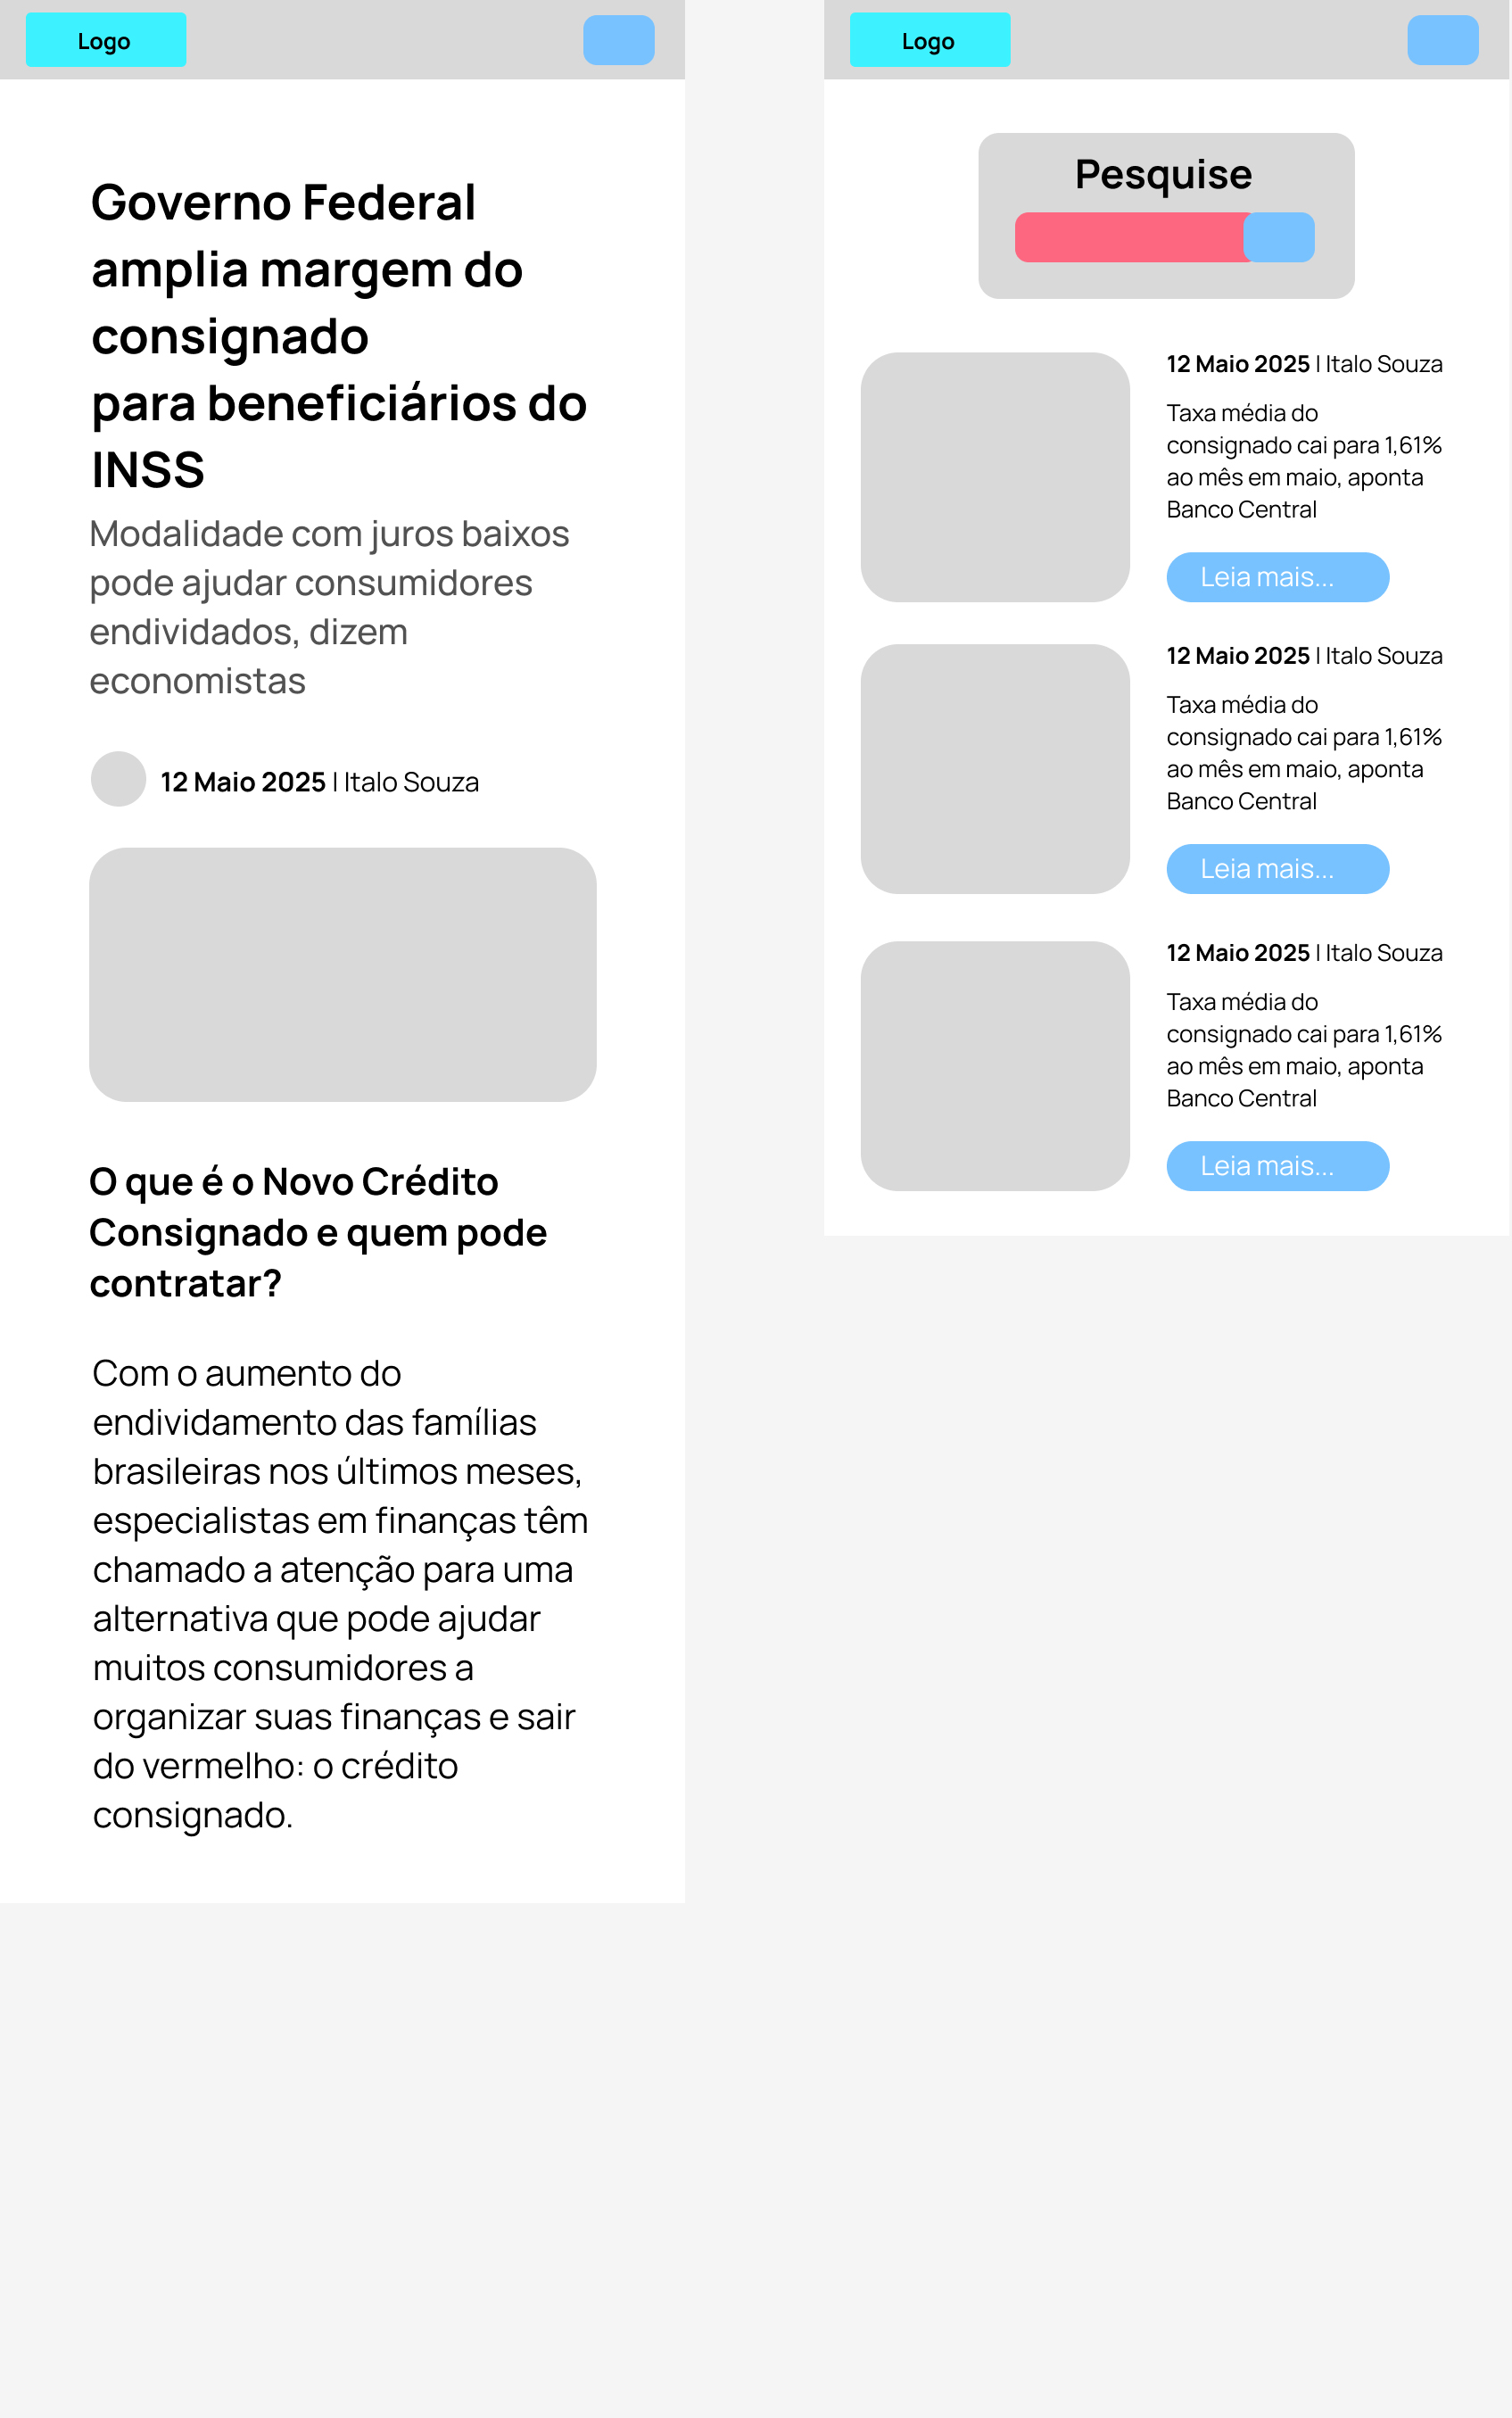 Logo
Governo Federal
amplia margem do
consignado
para beneficiários do
INSS
Modalidade com juros baixos
pode ajudar consumidores
endividados, dizem
economistas
12 Maio 2025 | Italo Souza
O que é o Novo Crédito
Consignado e quem pode
contratar?
Com o aumento do
endividamento das famílias
brasileiras nos últimos meses,
especialistas em finanças têm
chamado a atenção para uma
alternativa que pode ajudar
muitos consumidores a
organizar suas finanças e sair
do vermelho: o crédito
consignado.
Logo
Pesquise
12 Maio 2025 | Italo Souza
Taxa média do
consignado cai para 1,61%
ao mês em maio, aponta
Banco Central
Leia mais...
12 Maio 2025 | Italo Souza
Taxa média do
consignado cai para 1,61%
ao mês em maio, aponta
Banco Central
Leia mais...
12 Maio 2025 | Italo Souza
Taxa média do
consignado cai para 1,61%
ao mês em maio, aponta
Banco Central
Leia mais...